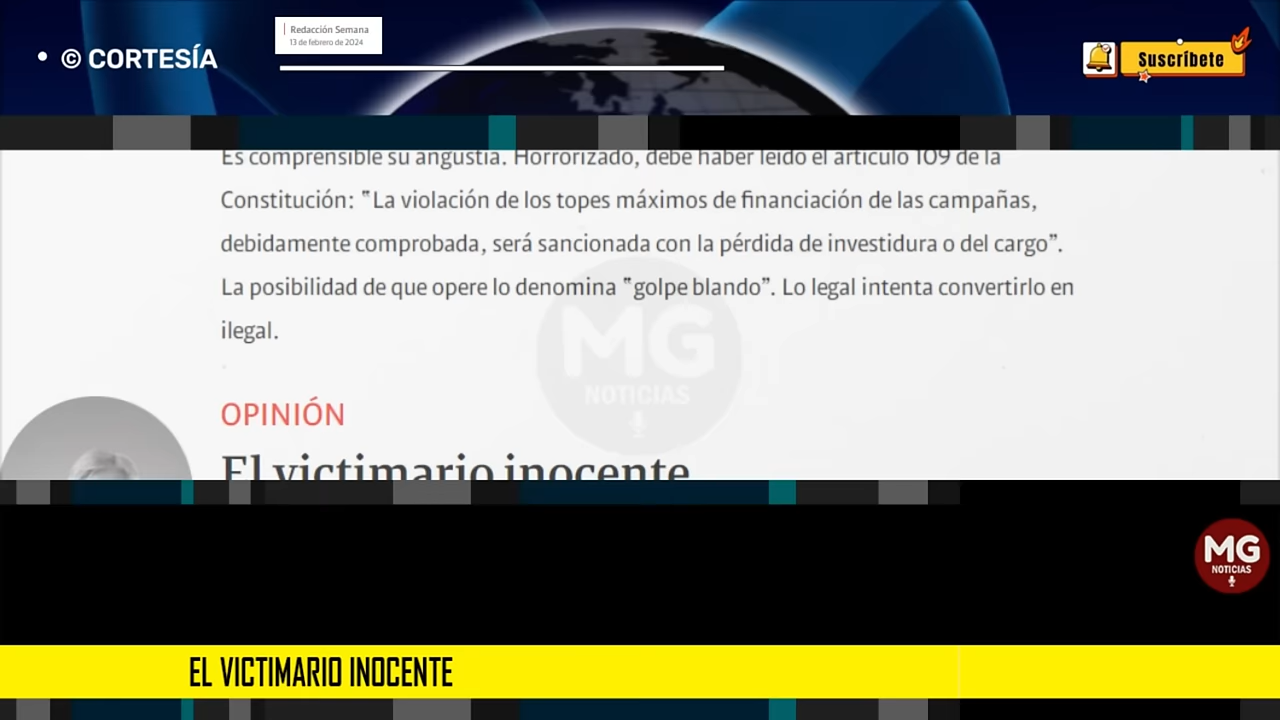 Redacción Semana
13 de febrero de 2024
• © CORTESÍA
Suscríbete
Es comprensible su angustia. Horrorizado, debe haber leído el artículo 109 de la
Constitución: “La violación de los topes máximos de financiación de las campañas,
debidamente comprobada, será sancionada con la pérdida de investidura o del cargo”.
La posibilidad de que opere lo denomina “golpe blando”. Lo legal intenta convertirlo en
ilegal.
MG
NOTICIAS
OPINIÓN
El victimario inocente
MG
NOTICIAS
EL VICTIMARIO INOCENTE